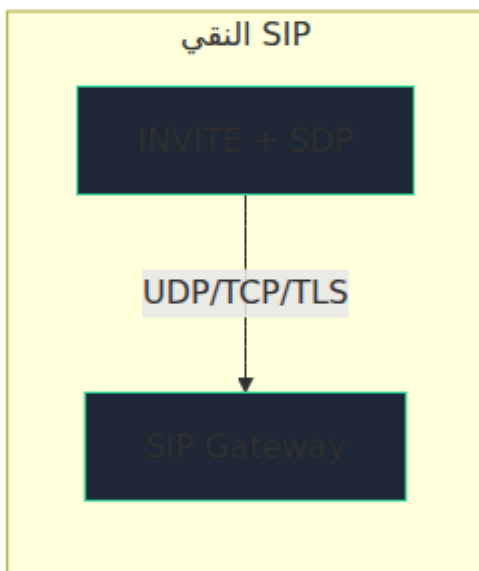 SIP النقي
INVITE + SDP
UDP/TCP/TLS
SIP Gateway